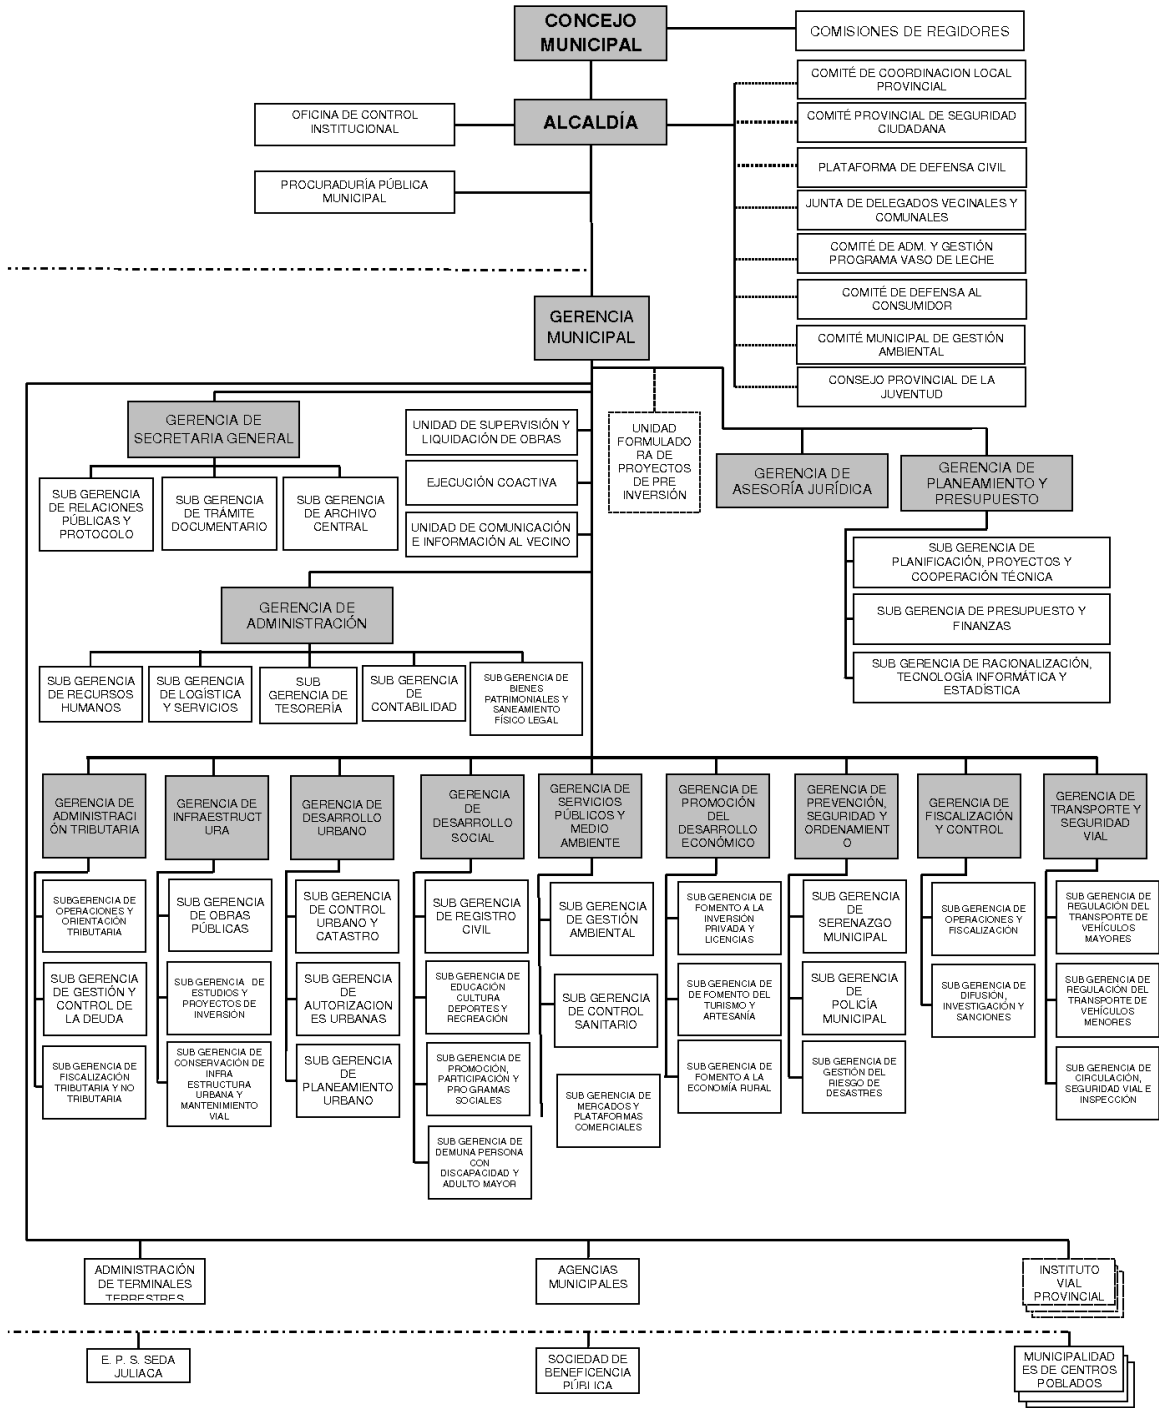 CONCEJO
MUNICIPAL
COMISIONES DE REGIDORES
ALCALDÍA
OFICINA DE CONTROL
INSTITUCIONAL
PROCURADURÍA PÚBLICA
MUNICIPAL
COMITÉ DE COORDINACION LOCAL
PROVINCIAL
COMITÉ PROVINCIAL DE SEGURIDAD
CIUDADANA
PLATAFORMA DE DEFENSA CIVIL
JUNTA DE DELEGADOS VECINALES Y
COMUNALES
COMITÉ DE ADM. Y GESTIÓN
PROGRAMA VASO DE LECHE
COMITÉ DE DEFENSA AL
CONSUMIDOR
COMITÉ MUNICIPAL DE GESTIÓN
AMBIENTAL
CONSEJO PROVINCIAL DE LA
JUVENTUD
GERENCIA
MUNICIPAL
GERENCIA DE
SECRETARIA GENERAL
SUB GERENCIA
DE RELACIONES
PÚBLICAS Y
PROTOCOLO
SUB GERENCIA
DE TRÁMITE
DOCUMENTARIO
SUB GERENCIA
DE ARCHIVO
CENTRAL
UNIDAD DE SUPERVISIÓN Y
LIQUIDACIÓN DE OBRAS
EJECUCIÓN COACTIVA
UNIDAD DE COMUNICACIÓN
E INFORMACIÓN AL VECINO
UNIDAD
FORMULADO
RA DE
PROYECTOS
DE PRE
INVERSIÓN
GERENCIA DE
ASESORÍA JURÍDICA
GERENCIA DE
PLANEAMIENTO Y
PRESUPUESTO
SUB GERENCIA DE
PLANIFICACIÓN, PROYECTOS Y
COOPERACIÓN TÉCNICA
SUB GERENCIA DE PRESUPUESTO Y
FINANZAS
SUB GERENCIA DE RACIONALIZACIÓN,
TECNOLOGÍA INFORMÁTICA Y
ESTADÍSTICA
GERENCIA DE
ADMINISTRACIÓN
SUB GERENCIA
DE RECURSOS
HUMANOS
SUB GERENCIA
DE LOGÍSTICA
Y SERVICIOS
SUB
GERENCIA DE
TESORERÍA
SUB GERENCIA
DE
CONTABILIDAD
SUB GERENCIA DE
BIENES
PATRIMONIALES Y
SANEAMIENTO
FÍSICO LEGAL
GERENCIA DE
ADMINISTRACI
ÓN TRIBUTARIA
SUBGERENCIA DE
OPERACIONES Y
ORIENTACIÓN
TRIBUTARIA
SUB GERENCIA
DE GESTIÓN Y
CONTROL DE
LA DEUDA
SUB GERENCIA DE
FISCALIZACIÓN
TRIBUTARIA Y NO
TRIBUTARIA
GERENCIA DE
INFRAESTRUCT
URA
SUB GERENCIA
DE OBRAS
PÚBLICAS
SUB GERENCIA DE
ESTUDIOS Y
PROYECTOS DE
INVERSIÓN
SUB GERENCIA DE
CONSERVACIÓN DE
INFRA
ESTRUCTURA
URBANA Y
MANTENIMIENTO
VIAL
GERENCIA DE
DESARROLLO
URBANO
SUB GERENCIA
DE CONTROL
URBANO Y
CATASTRO
SUB GERENCIA
DE
AUTORIZACION
ES URBANAS
SUB GERENCIA
DE
PLANEAMIENTO
URBANO
GERENCIA
DE
DESARROLLO
SOCIAL
SUB GERENCIA
DE REGISTRO
CIVIL
SUB GERENCIA DE
EDUCACIÓN
CULTURA
DEPORTES Y
RECREACIÓN
SUB GERENCIA DE
PROMOCIÓN,
PARTICIPACIÓN Y
PROGRAMAS
SOCIALES
SUB GERENCIA DE
DEMUNA PERSONA
CON
DISCAPACIDAD Y
ADULTO MAYOR
GERENCIA DE
SERVICIOS
PÚBLICOS Y
MEDIO
AMBIENTE
SUB GERENCIA
DE GESTIÓN
AMBIENTAL
SUB GERENCIA
DE CONTROL
SANITARIO
SUB GERENCIA DE
MERCADOS Y
PLATAFORMAS
COMERCIALES
GERENCIA DE
PROMOCIÓN
DEL
DESARROLLO
ECONÓMICO
SUB GERENCIA DE
FOMENTO A LA
INVERSIÓN
PRIVADA Y
LICENCIAS
SUB GERENCIA DE
DE FOMENTO DEL
TURISMO Y
ARTESANÍA
SUB GERENCIA DE
FOMENTO A LA
ECONOMÍA RURAL
GERENCIA DE
PREVENCIÓN,
SEGURIDAD Y
ORDENAMIENT
O
SUB GERENCIA
DE
SERENAZGO
MUNICIPAL
SUB GERENCIA
DE
POLICÍA
MUNICIPAL
SUB GERENCIA DE
GESTIÓN DEL
RIESGO DE
DESASTRES
GERENCIA DE
FISCALIZACIÓN
Y CONTROL
SUB GERENCIA DE
OPERACIONES Y
FISCALIZACIÓN
SUB GERENCIA
DE DIFUSIÓN,
INVESTIGACIÓN Y
SANCIONES
GERENCIA DE
TRANSPORTE Y
SEGURIDAD
VIAL
SUB GERENCIA DE
REGULACIÓN DEL
TRANSPORTE DE
VEHÍCULOS
MAYORES
SUB GERENCIA DE
REGULACIÓN DEL
TRANSPORTE DE
VEHÍCULOS
MENORES
SUB GERENCIA DE
CIRCULACIÓN,
SEGURIDAD VIAL E
INSPECCIÓN
ADMINISTRACIÓN
DE TERMINALES
TERRESTRES
AGENCIAS
MUNICIPALES
INSTITUTO
VIAL
PROVINCIAL
E. P. S. SEDA
JULIACA
SOCIEDAD DE
BENEFICENCIA
PÚBLICA
MUNICIPALIDAD
ES DE CENTROS
POBLADOS